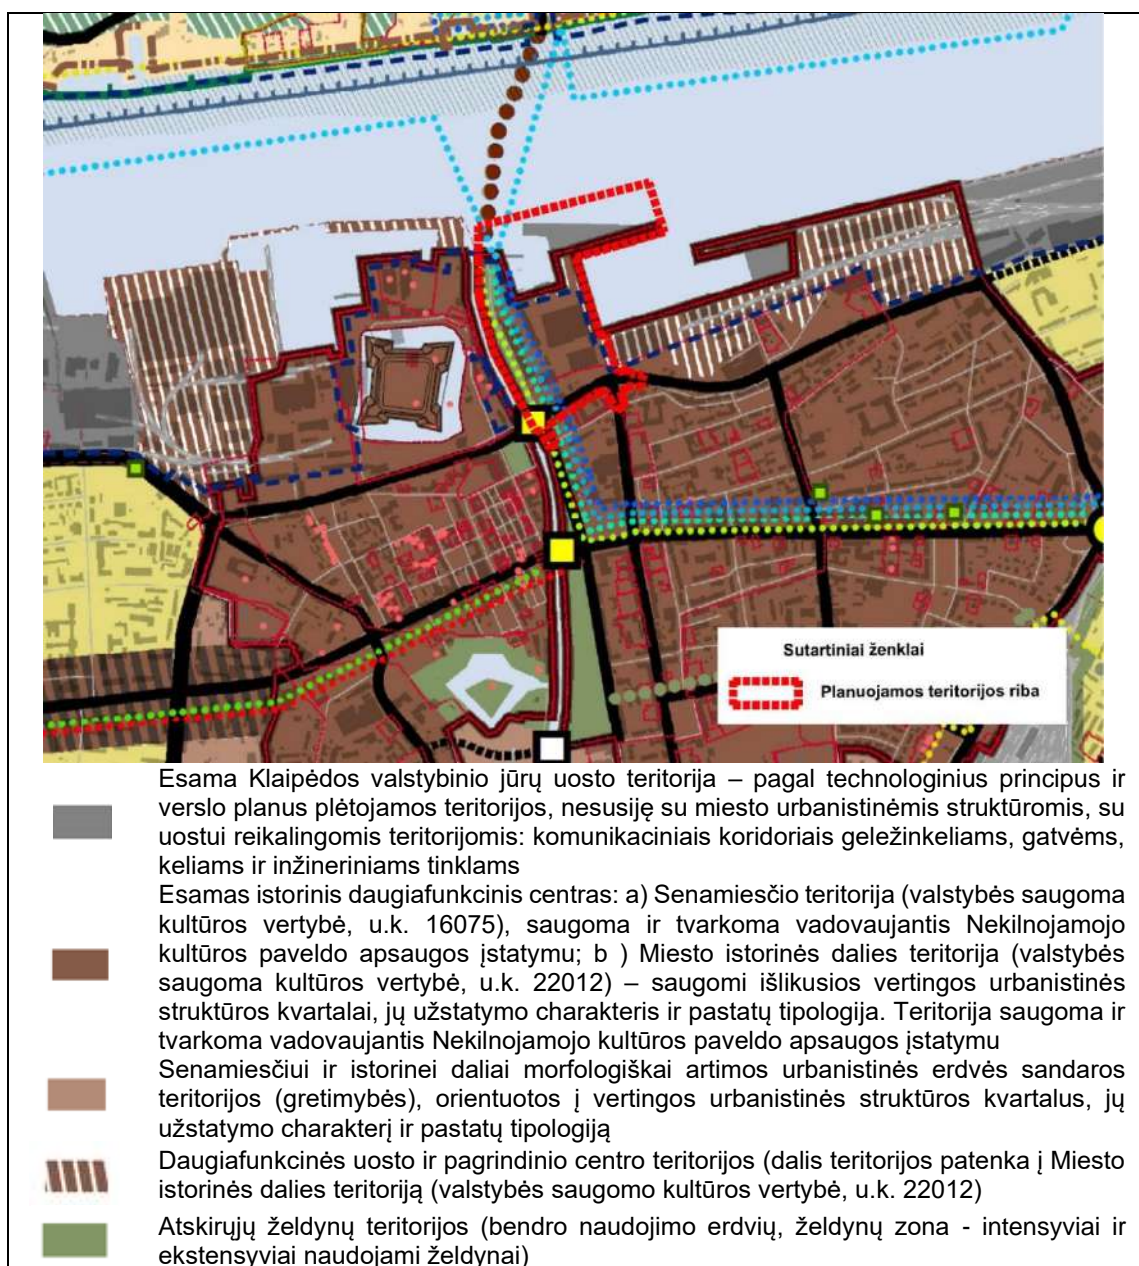 Sutartiniai ženklai
Planuojamos teritorijos riba
Esama Klaipėdos valstybinio jūrų uosto teritorija – pagal technologinius principus ir
verslo planus plėtojamos teritorijos, nesusiję su miesto urbanistinėmis struktūromis, su
uostui reikalingomis teritorijomis: komunikaciniais koridoriais geležinkeliams, gatvėms,
keliams ir inžineriniams tinklams
Esamas istorinis daugiafunkcinis centras: a) Senamiesčio teritorija (valstybės saugoma
kultūros vertybė, u.k. 16075), saugoma ir tvarkoma vadovaujantis Nekilnojamojo
kultūros paveldo apsaugos įstatymu; b ) Miesto istorinės dalies teritorija (valstybės
saugoma kultūros vertybė, u.k. 22012) – saugomi išlikusios vertingos urbanistinės
struktūros kvartalai, jų užstatymo charakteris ir pastatų tipologija. Teritorija saugoma ir
tvarkoma vadovaujantis Nekilnojamojo kultūros paveldo apsaugos įstatymu
Senamiesčiui ir istorinei daliai morfologiškai artimos urbanistinės erdvės sandaros
teritorijos (gretimybės), orientuotos į vertingos urbanistinės struktūros kvartalus, jų
užstatymo charakterį ir pastatų tipologiją
Daugiafunkcinės uosto ir pagrindinio centro teritorijos (dalis teritorijos patenka į Miesto
istorinės dalies teritoriją (valstybės saugomo kultūros vertybė, u.k. 22012)
Atskirųjų želdynų teritorijos (bendro naudojimo erdvių, želdynų zona - intensyviai ir
ekstensyviai naudojami želdynai)